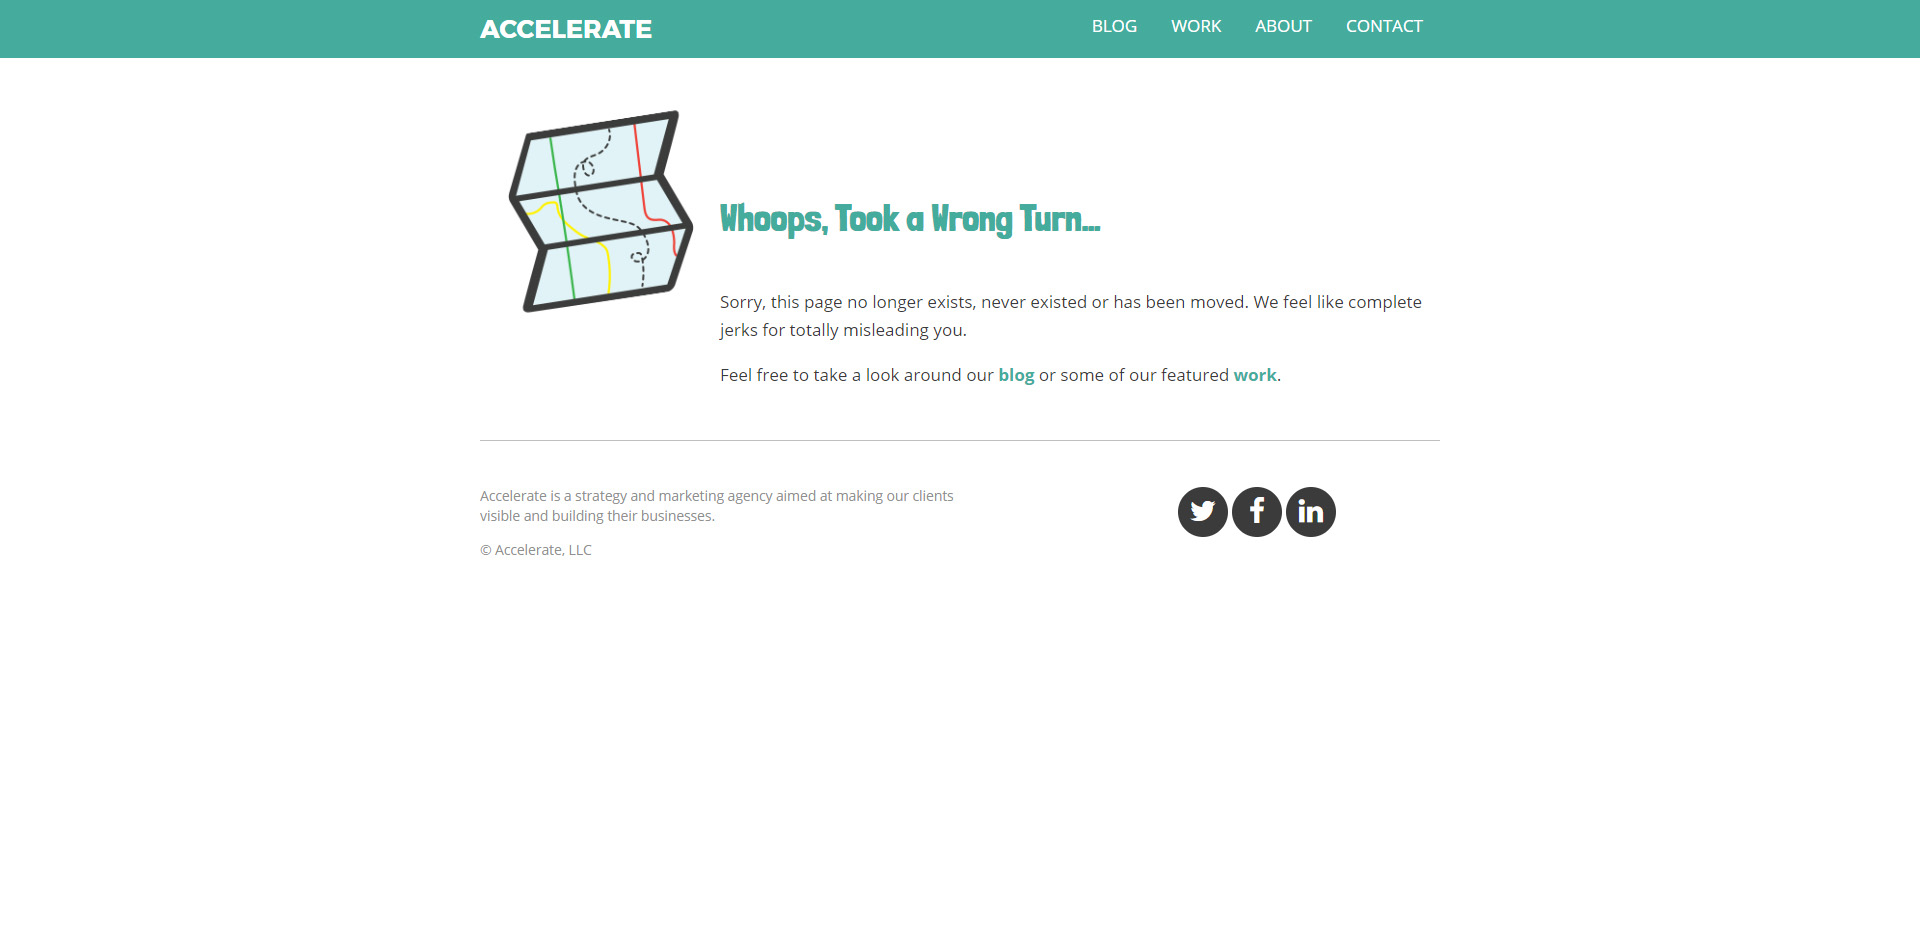 ACCELERATE
BLOG WORK ABOUT CONTACT
Whoops, Took a Wrong Turn...
Sorry, this page no longer exists, never existed or has been moved. We feel like complete
jerks for totally misleading you.
Feel free to take a look around our blog or some of our featured work.
Accelerate is a strategy and marketing agency aimed at making our clients
visible and building their businesses.
© Accelerate, LLC